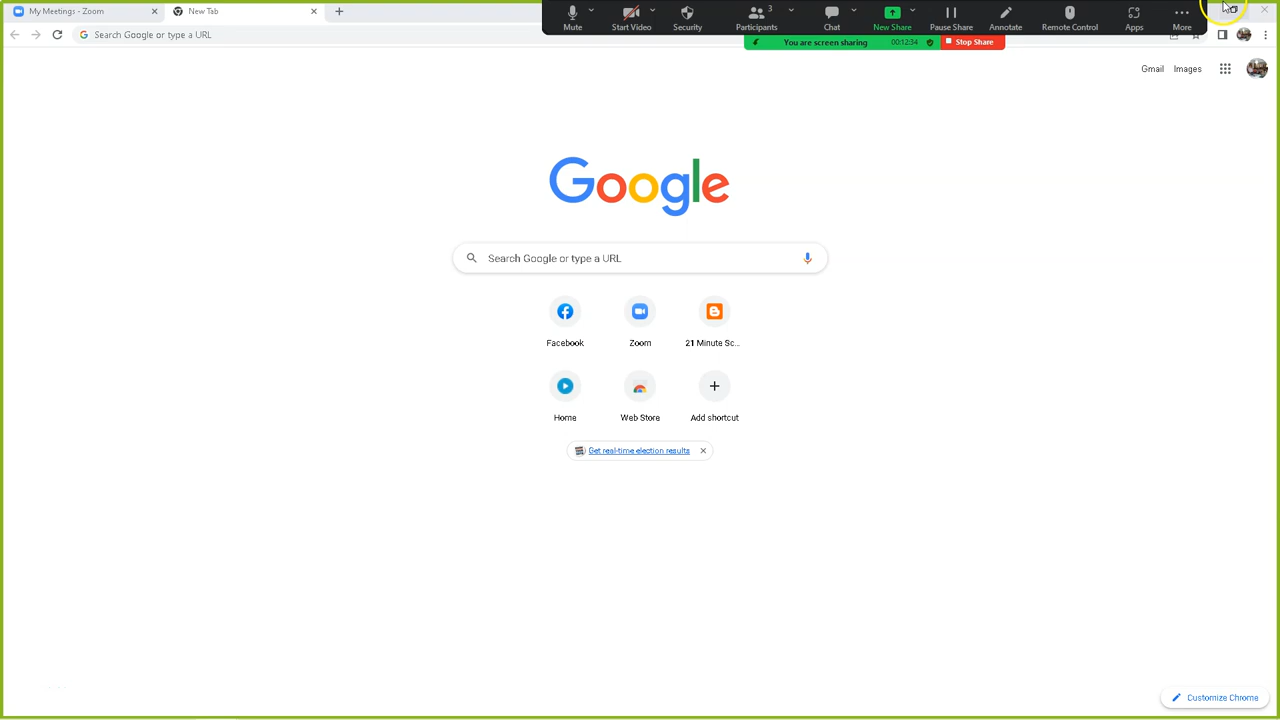 My Meetings - Zoom
New Tab
Search Google or type a URL
Mute
Start Video
Security
3
Participants
Chat
New Share
Pause Share
Annotate
Remote Control
Apps
More
You are screen sharing
00:12:34
Stop Share
Gmail
Images
Google
Search Google or type a URL
Facebook
Zoom
21 Minute Sc...
Home
Web Store
Add shortcut
Get real-time election results
Customize Chrome